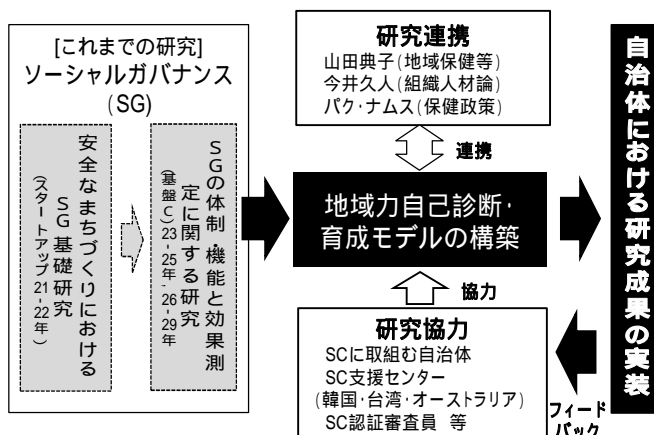 [これまでの研究]
ソーシャルガバナンス
(SG)
安全なまちづくりにおける
SG基礎研究
(スタートアップ21-22年)
SGの体制・機能と効果測
定に関する研究
(基盤C)23-25年・26-29年
研究連携
山田典子(地域保健等)
今井久人(組織人材論)
パク・ナムス(保健政策)
連携
地域力自己診断・
育成モデルの構築
協力
研究協力
SCに取組む自治体
SC支援センター
(韓国・台湾・オーストラリア)
SC認証審査員 等
自治体における研究成果の実装
フィード
バック